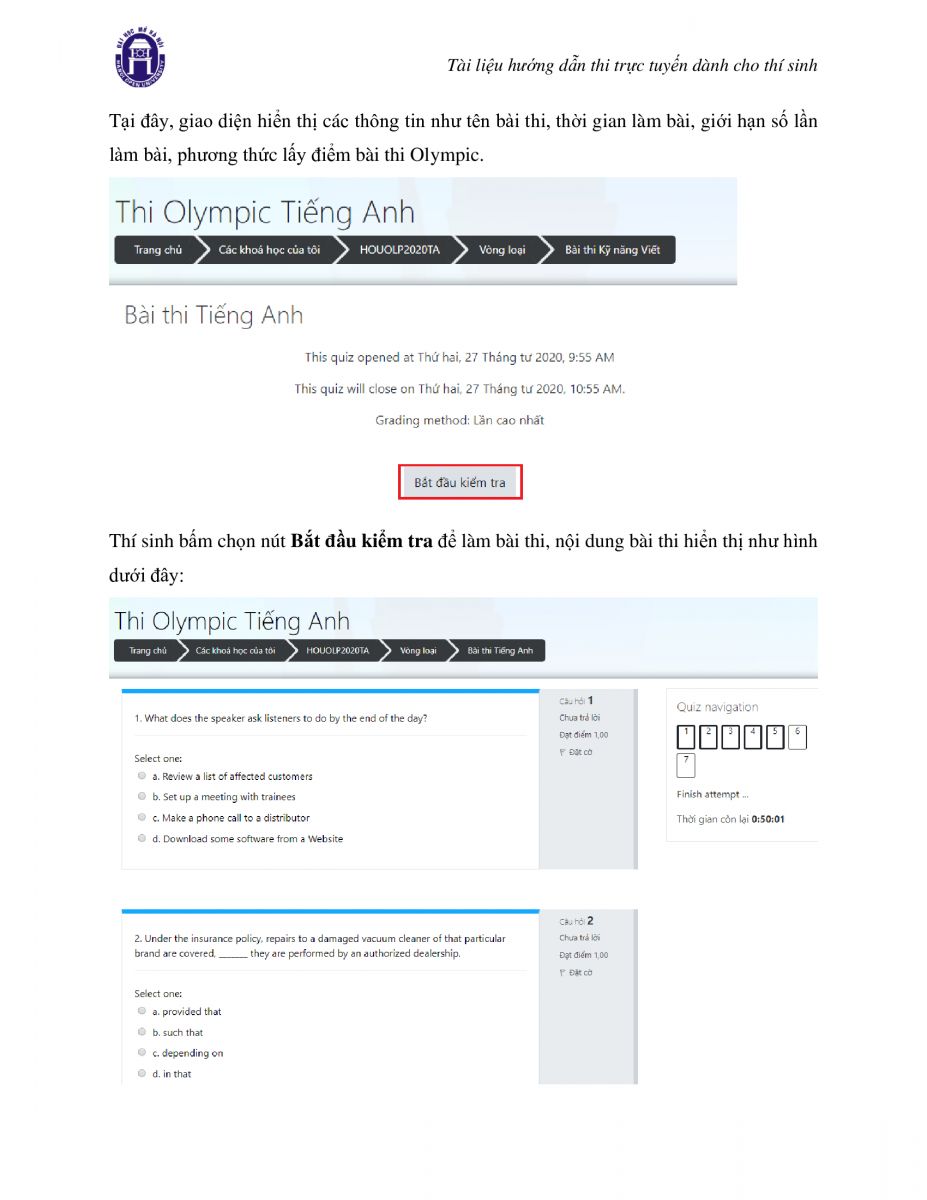 ĐẠI HỌC MỞ HÀ NỘI
HANOI OPEN UNIVERSITY
Tài liệu hướng dẫn thi trực tuyến dành cho thí sinh
Tại đây, giao diện hiển thị các thông tin như tên bài thi, thời gian làm bài, giới hạn số lần
làm bài, phương thức lấy điểm bài thi Olympic.
Thi Olympic Tiếng Anh
Trang chủ Các khoá học của tôi HOUOLP2020TA Vòng loại Bài thi Kỹ năng Viết
Bài thi Tiếng Anh
This quiz opened at Thứ hai, 27 Tháng tư 2020, 9:55 AM
This quiz will close on Thứ hai, 27 Tháng tư 2020, 10:55 AM.
Grading method: Lần cao nhất
Bắt đầu kiểm tra
Thí sinh bấm chọn nút Bắt đầu kiểm tra để làm bài thi, nội dung bài thi hiển thị như hình
dưới đây:
Thi Olympic Tiếng Anh
Trang chủ Các khoá học của tôi HOUOLP2020TA Vòng loại Bài thi Tiếng Anh
1. What does the speaker ask listeners to do by the end of the day?
Select one:
a. Review a list of affected customers
b. Set up a meeting with trainees
c. Make a phone call to a distributor
d. Download some software from a Website
Câu hỏi 1
Chưa trả lời
Đạt điểm 1,00
Đặt cờ
Quiz navigation
1 2 3 4 5 6
7
Finish attempt ...
Thời gian còn lại 0:50:01
2. Under the insurance policy, repairs to a damaged vacuum cleaner of that particular
brand are covered, _______ they are performed by an authorized dealership.
Select one:
a. provided that
b. such that
c. depending on
d. in that
Câu hỏi 2
Chưa trả lời
Đạt điểm 1,00
Đặt cờ